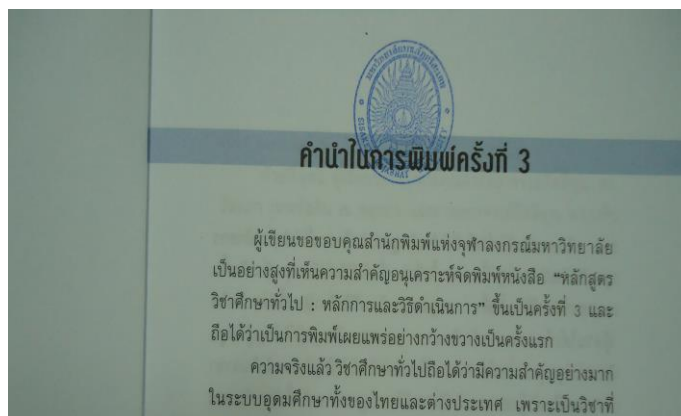 คำนำในการพิมพ์ครั้งที่ 3
ผู้เขียนขอขอบคุณสำนักพิมพ์แห่งจุฬาลงกรณ์มหาวิทยาลัย
เป็นอย่างสูงที่เห็นความสำคัญอนุเคราะห์จัดพิมพ์หนังสือ "หลักสูตร
วิชาศึกษาทั่วไป : หลักการและวิธีดำเนินการ" ขึ้นเป็นครั้งที่ 3 และ
ถือได้ว่าเป็นการพิมพ์เผยแพร่อย่างกว้างขวางเป็นครั้งแรก
ความจริงแล้ว วิชาศึกษาทั่วไปถือได้ว่ามีความสำคัญอย่างมาก
ในระบบอุดมศึกษาทั้งของไทยและต่างประเทศ เพราะเป็นวิชาที่